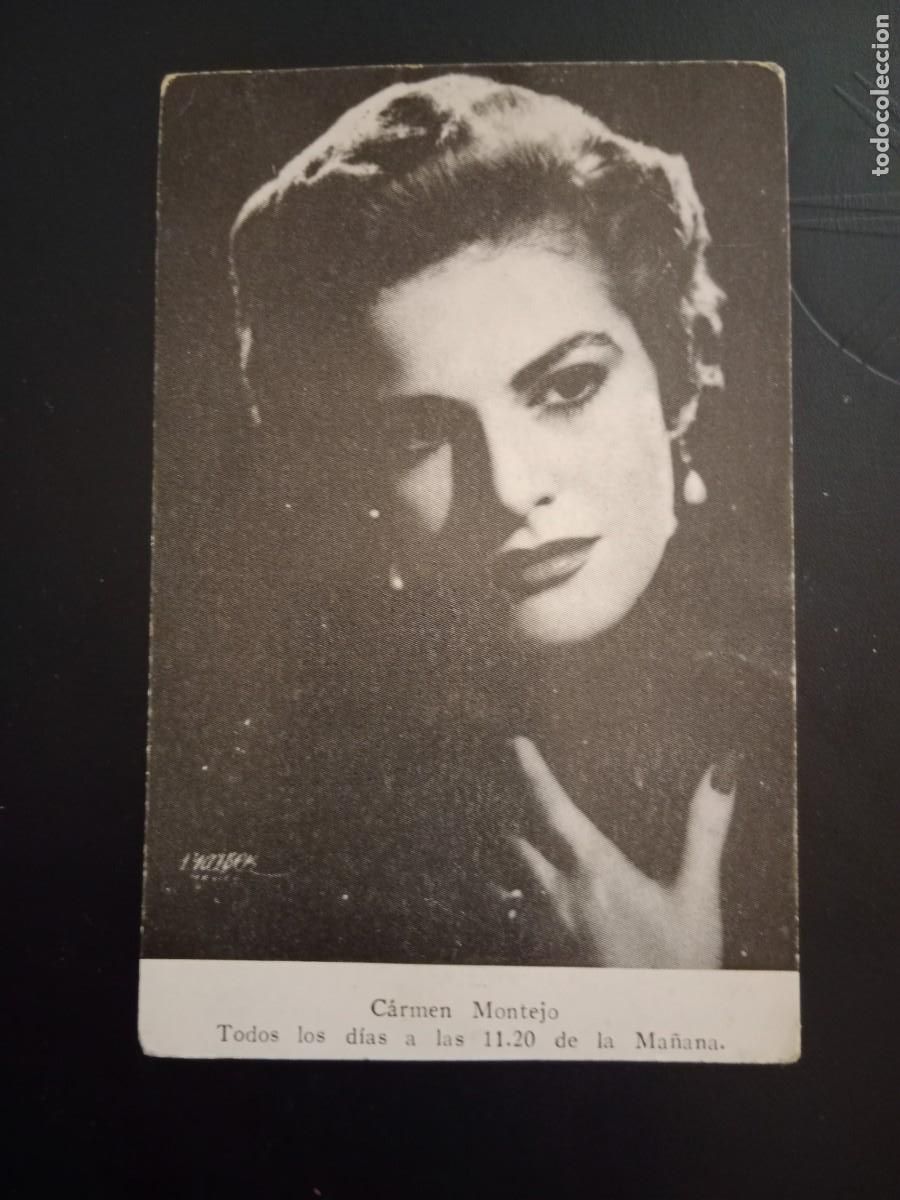 todocoleccion
Cármen Montejo
Todos los días a las 11.20 de la Mañana.